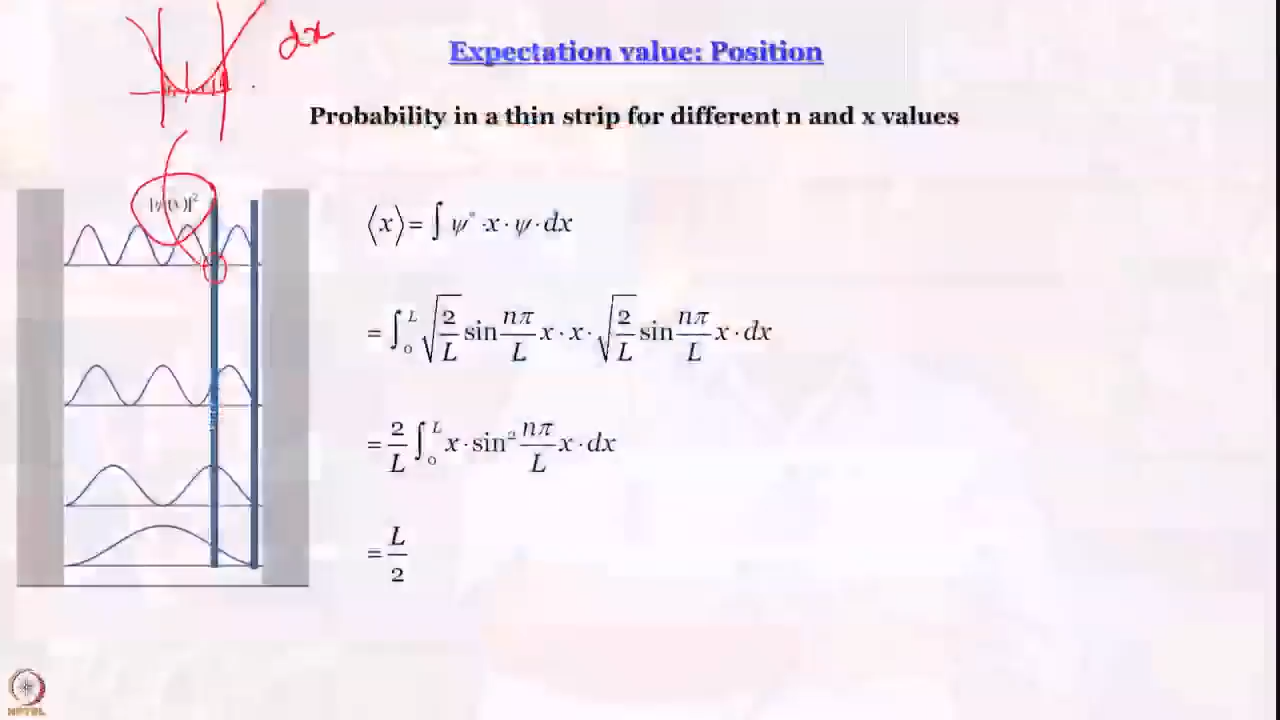 dx
Expectation value: Position
Probability in a thin strip for different n and x values
|ψ(x)|²
⟨x⟩ = ∫ ψ* · x · ψ · dx
= ∫₀ᴸ √(2/L) sin (nπ/L) x · x · √(2/L) sin (nπ/L) x · dx
= (2/L) ∫₀ᴸ x · sin² (nπ/L) x · dx
= L/2
NPTEL